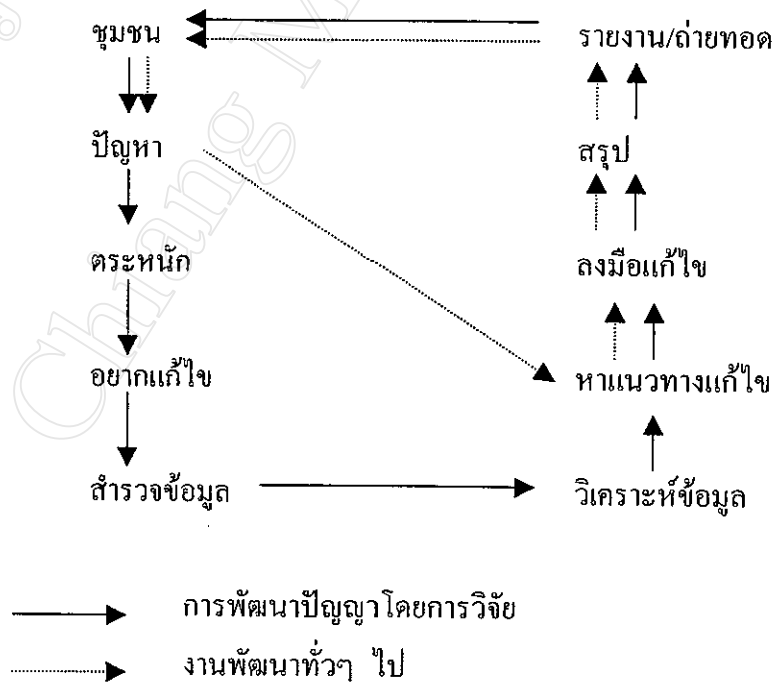 ชุมชน
รายงาน/ถ่ายทอด
ปัญหา
สรุป
ตระหนัก
ลงมือแก้ไข
อยากแก้ไข
หาแนวทางแก้ไข
สำรวจข้อมูล
วิเคราะห์ข้อมูล
การพัฒนาปัญญาโดยการวิจัย
งานพัฒนาทั่วๆ ไป
Chiang M